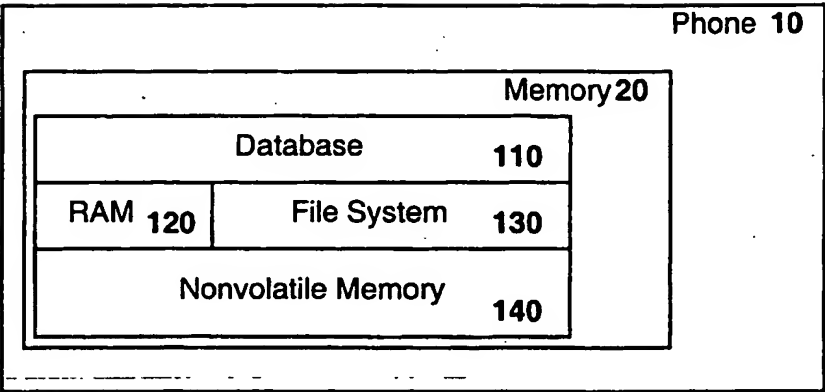 Phone 10
Memory 20
Database 110
RAM 120 File System 130
Nonvolatile Memory 140